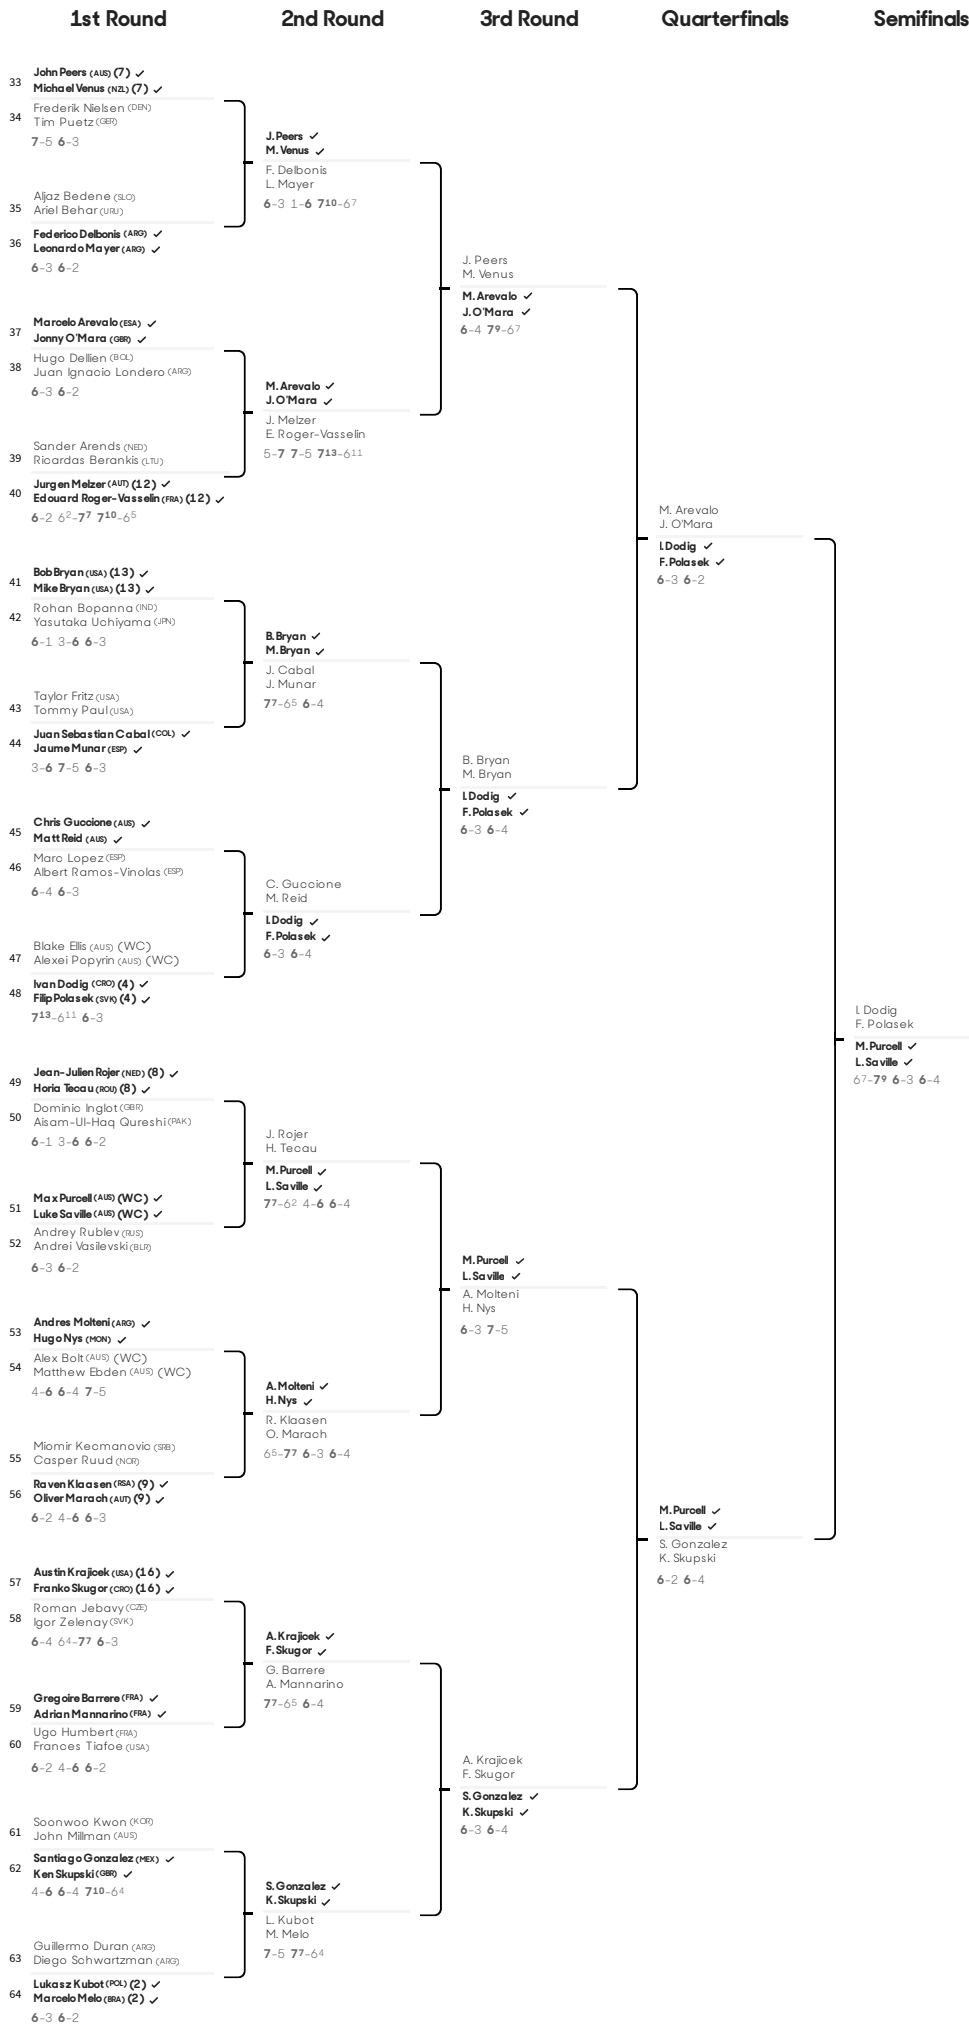 1st Round
2nd Round
3rd Round
Quarterfinals
Semifinals
33
John Peers (AUS) (7) ✓
Michael Venus (NZL) (7) ✓
34
Frederik Nielsen (DEN)
Tim Puetz (GER)
7-5 6-3
35
Aljaz Bedene (SLO)
Ariel Behar (URU)
36
Federico Delbonis (ARG) ✓
Leonardo Mayer (ARG) ✓
6-3 6-2
37
Marcelo Arevalo (ESA) ✓
Jonny O'Mara (GBR) ✓
38
Hugo Dellien (BOL)
Juan Ignacio Londero (ARG)
6-3 6-2
39
Sander Arends (NED)
Ricardas Berankis (LTU)
40
Jurgen Melzer (AUT) (12) ✓
Edouard Roger-Vasselin (FRA) (12) ✓
6-2 6²-7⁷ 7¹⁰-6⁵
41
Bob Bryan (USA) (13) ✓
Mike Bryan (USA) (13) ✓
42
Rohan Bopanna (IND)
Yasutaka Uchiyama (JPN)
6-1 3-6 6-3
43
Taylor Fritz (USA)
Tommy Paul (USA)
44
Juan Sebastian Cabal (COL) ✓
Jaume Munar (ESP) ✓
3-6 7-5 6-3
45
Chris Guccione (AUS) ✓
Matt Reid (AUS) ✓
46
Marc Lopez (ESP)
Albert Ramos-Vinolas (ESP)
6-4 6-3
47
Blake Ellis (AUS) (WC)
Alexei Popyrin (AUS) (WC)
48
Ivan Dodig (CRO) (4) ✓
Filip Polasek (SVK) (4) ✓
7¹³-6¹¹ 6-3
49
Jean-Julien Rojer (NED) (8) ✓
Horia Tecau (ROU) (8) ✓
50
Dominic Inglot (GBR)
Aisam-Ul-Haq Qureshi (PAK)
6-1 3-6 6-2
51
Max Purcell (AUS) (WC) ✓
Luke Saville (AUS) (WC) ✓
52
Andrey Rublev (RUS)
Andrei Vasilevski (BLR)
6-3 6-2
53
Andres Molteni (ARG) ✓
Hugo Nys (MON) ✓
54
Alex Bolt (AUS) (WC)
Matthew Ebden (AUS) (WC)
4-6 6-4 7-5
55
Miomir Kecmanovic (SRB)
Casper Ruud (NOR)
56
Raven Klaasen (RSA) (9) ✓
Oliver Marach (AUT) (9) ✓
6-2 4-6 6-3
57
Austin Krajicek (USA) (16) ✓
Franko Skugor (CRO) (16) ✓
58
Roman Jebavy (CZE)
Igor Zelenay (SVK)
6-4 6⁴-7⁷ 6-3
59
Gregoire Barrere (FRA) ✓
Adrian Mannarino (FRA) ✓
60
Ugo Humbert (FRA)
Frances Tiafoe (USA)
6-2 4-6 6-2
61
Soonwoo Kwon (KOR)
John Millman (AUS)
62
Santiago Gonzalez (MEX) ✓
Ken Skupski (GBR) ✓
4-6 6-4 7¹⁰-6⁴
63
Guillermo Duran (ARG)
Diego Schwartzman (ARG)
64
Lukasz Kubot (POL) (2) ✓
Marcelo Melo (BRA) (2) ✓
6-3 6-2
J. Peers ✓
M. Venus ✓
F. Delbonis
L. Mayer
6-3 1-6 7¹⁰-6⁷
M. Arevalo ✓
J. O'Mara ✓
J. Melzer
E. Roger-Vasselin
5-7 7-5 7¹³-6¹¹
B. Bryan ✓
M. Bryan ✓
J. Cabal
J. Munar
7⁷-6⁵ 6-4
C. Guccione
M. Reid
I. Dodig ✓
F. Polasek ✓
6-3 6-4
J. Rojer
H. Tecau
M. Purcell ✓
L. Saville ✓
7⁷-6² 4-6 6-4
A. Molteni ✓
H. Nys ✓
R. Klaasen
O. Marach
6⁵-7⁷ 6-3 6-4
A. Krajicek ✓
F. Skugor ✓
G. Barrere
A. Mannarino
7⁷-6⁵ 6-4
S. Gonzalez ✓
K. Skupski ✓
L. Kubot
M. Melo
7-5 7⁷-6⁴
J. Peers
M. Venus
M. Arevalo ✓
J. O'Mara ✓
6-4 7⁹-6⁷
B. Bryan
M. Bryan
I. Dodig ✓
F. Polasek ✓
6-3 6-4
M. Purcell ✓
L. Saville ✓
A. Molteni
H. Nys
6-3 7-5
A. Krajicek
F. Skugor
S. Gonzalez ✓
K. Skupski ✓
6-3 6-4
M. Arevalo
J. O'Mara
I. Dodig ✓
F. Polasek ✓
6-3 6-2
M. Purcell ✓
L. Saville ✓
S. Gonzalez
K. Skupski
6-2 6-4
I. Dodig
F. Polasek
M. Purcell ✓
L. Saville ✓
6⁷-7⁹ 6-3 6-4